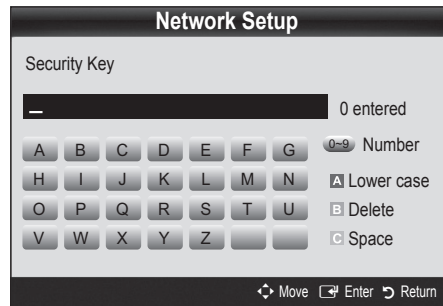 Network Setup
Security Key
_ 0 entered
A B C D E F G 0~9 Number
H I J K L M N A Lower case
O P Q R S T U B Delete
V W X Y Z C Space
Move Enter Return